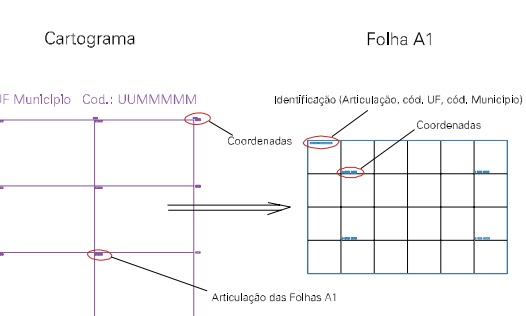 Cartograma
Folha A1
UF Município Cod.: UUMMMMM
Identificação (Articulação, cód. UF, cód. Município)
Coordenadas
Coordenadas
Articulação das Folhas A1